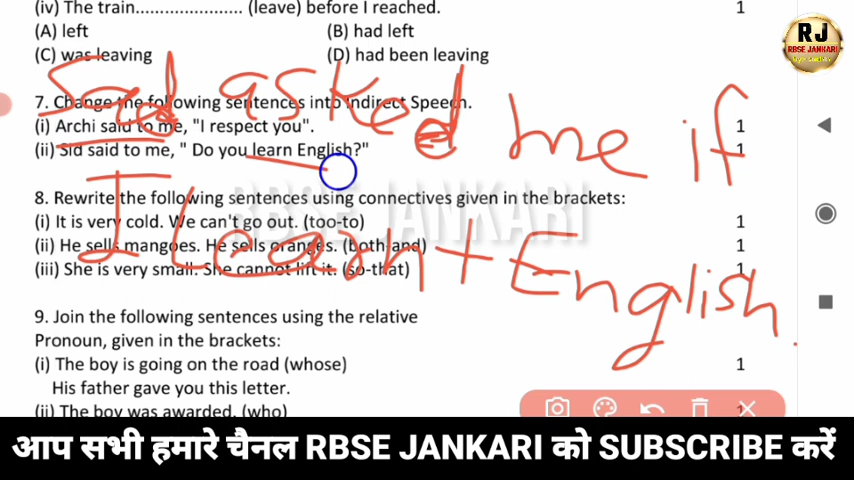 (iv) The train....................... (leave) before I reached. 1
(A) left (B) had left
(C) was leaving (D) had been leaving
RJ
RBSE JANKARI
7. Change the following sentences into Indirect Speech.
(i) Archi said to me, "I respect you". 1
(ii) Sid said to me, " Do you learn English?" 1
Sad asked me if
I Learnt English.
8. Rewrite the following sentences using connectives given in the brackets:
(i) It is very cold. We can't go out. (too-to) 1
(ii) He sells mangoes. He sells oranges. (both-and) 1
(iii) She is very small. She cannot lift it. (so-that) 1
RBSE JANKARI
9. Join the following sentences using the relative
Pronoun, given in the brackets:
(i) The boy is going on the road (whose) 1
His father gave you this letter.
(ii) The boy was awarded. (who) 1
आप सभी हमारे चैनल RBSE JANKARI को SUBSCRIBE करें